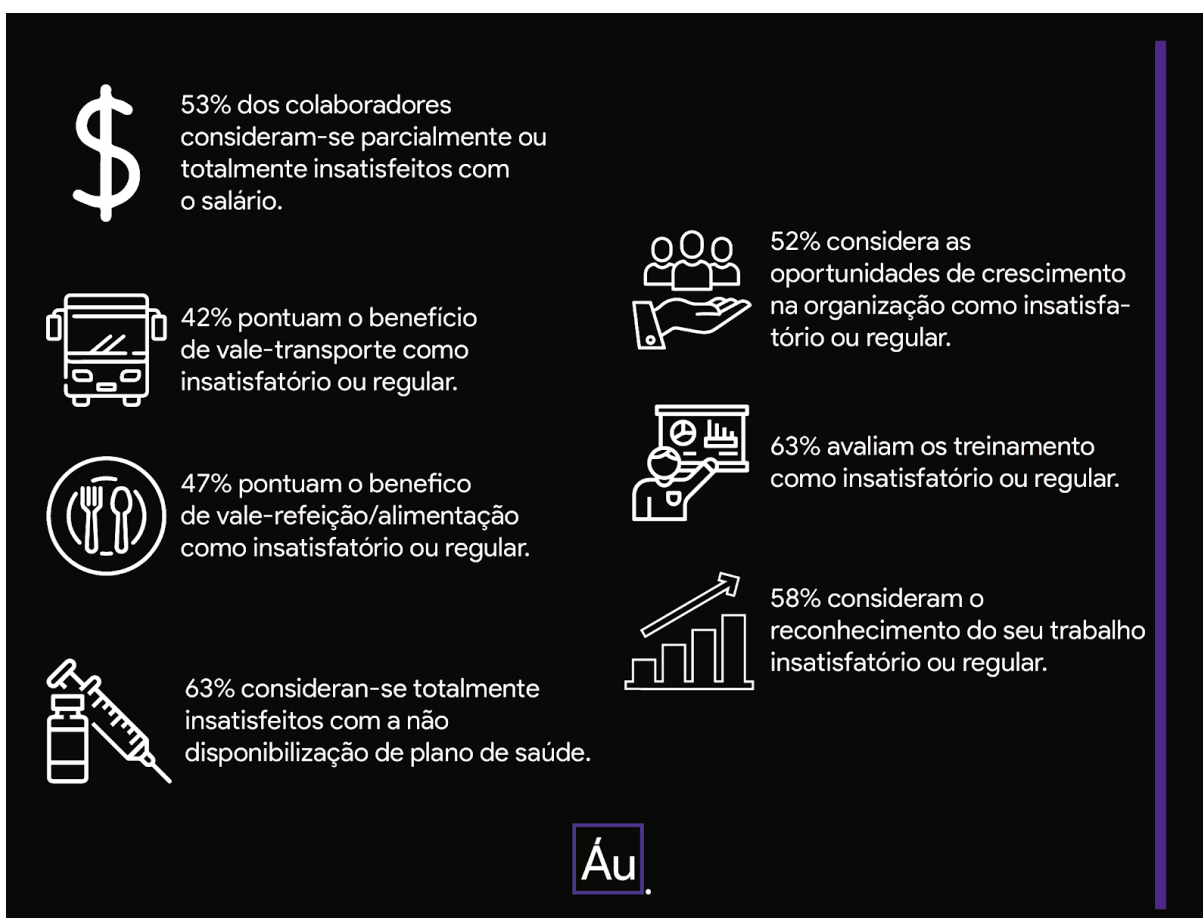 53% dos colaboradores
consideram-se parcialmente ou
totalmente insatisfeitos com
o salário.
42% pontuam o benefício
de vale-transporte como
insatisfatório ou regular.
47% pontuam o benefico
de vale-refeição/alimentação
como insatisfatório ou regular.
63% consideran-se totalmente
insatisfeitos com a não
disponibilização de plano de saúde.
52% considera as
oportunidades de crescimento
na organização como insatisfa-
tório ou regular.
63% avaliam os treinamento
como insatisfatório ou regular.
58% consideram o
reconhecimento do seu trabalho
insatisfatório ou regular.
Áu.